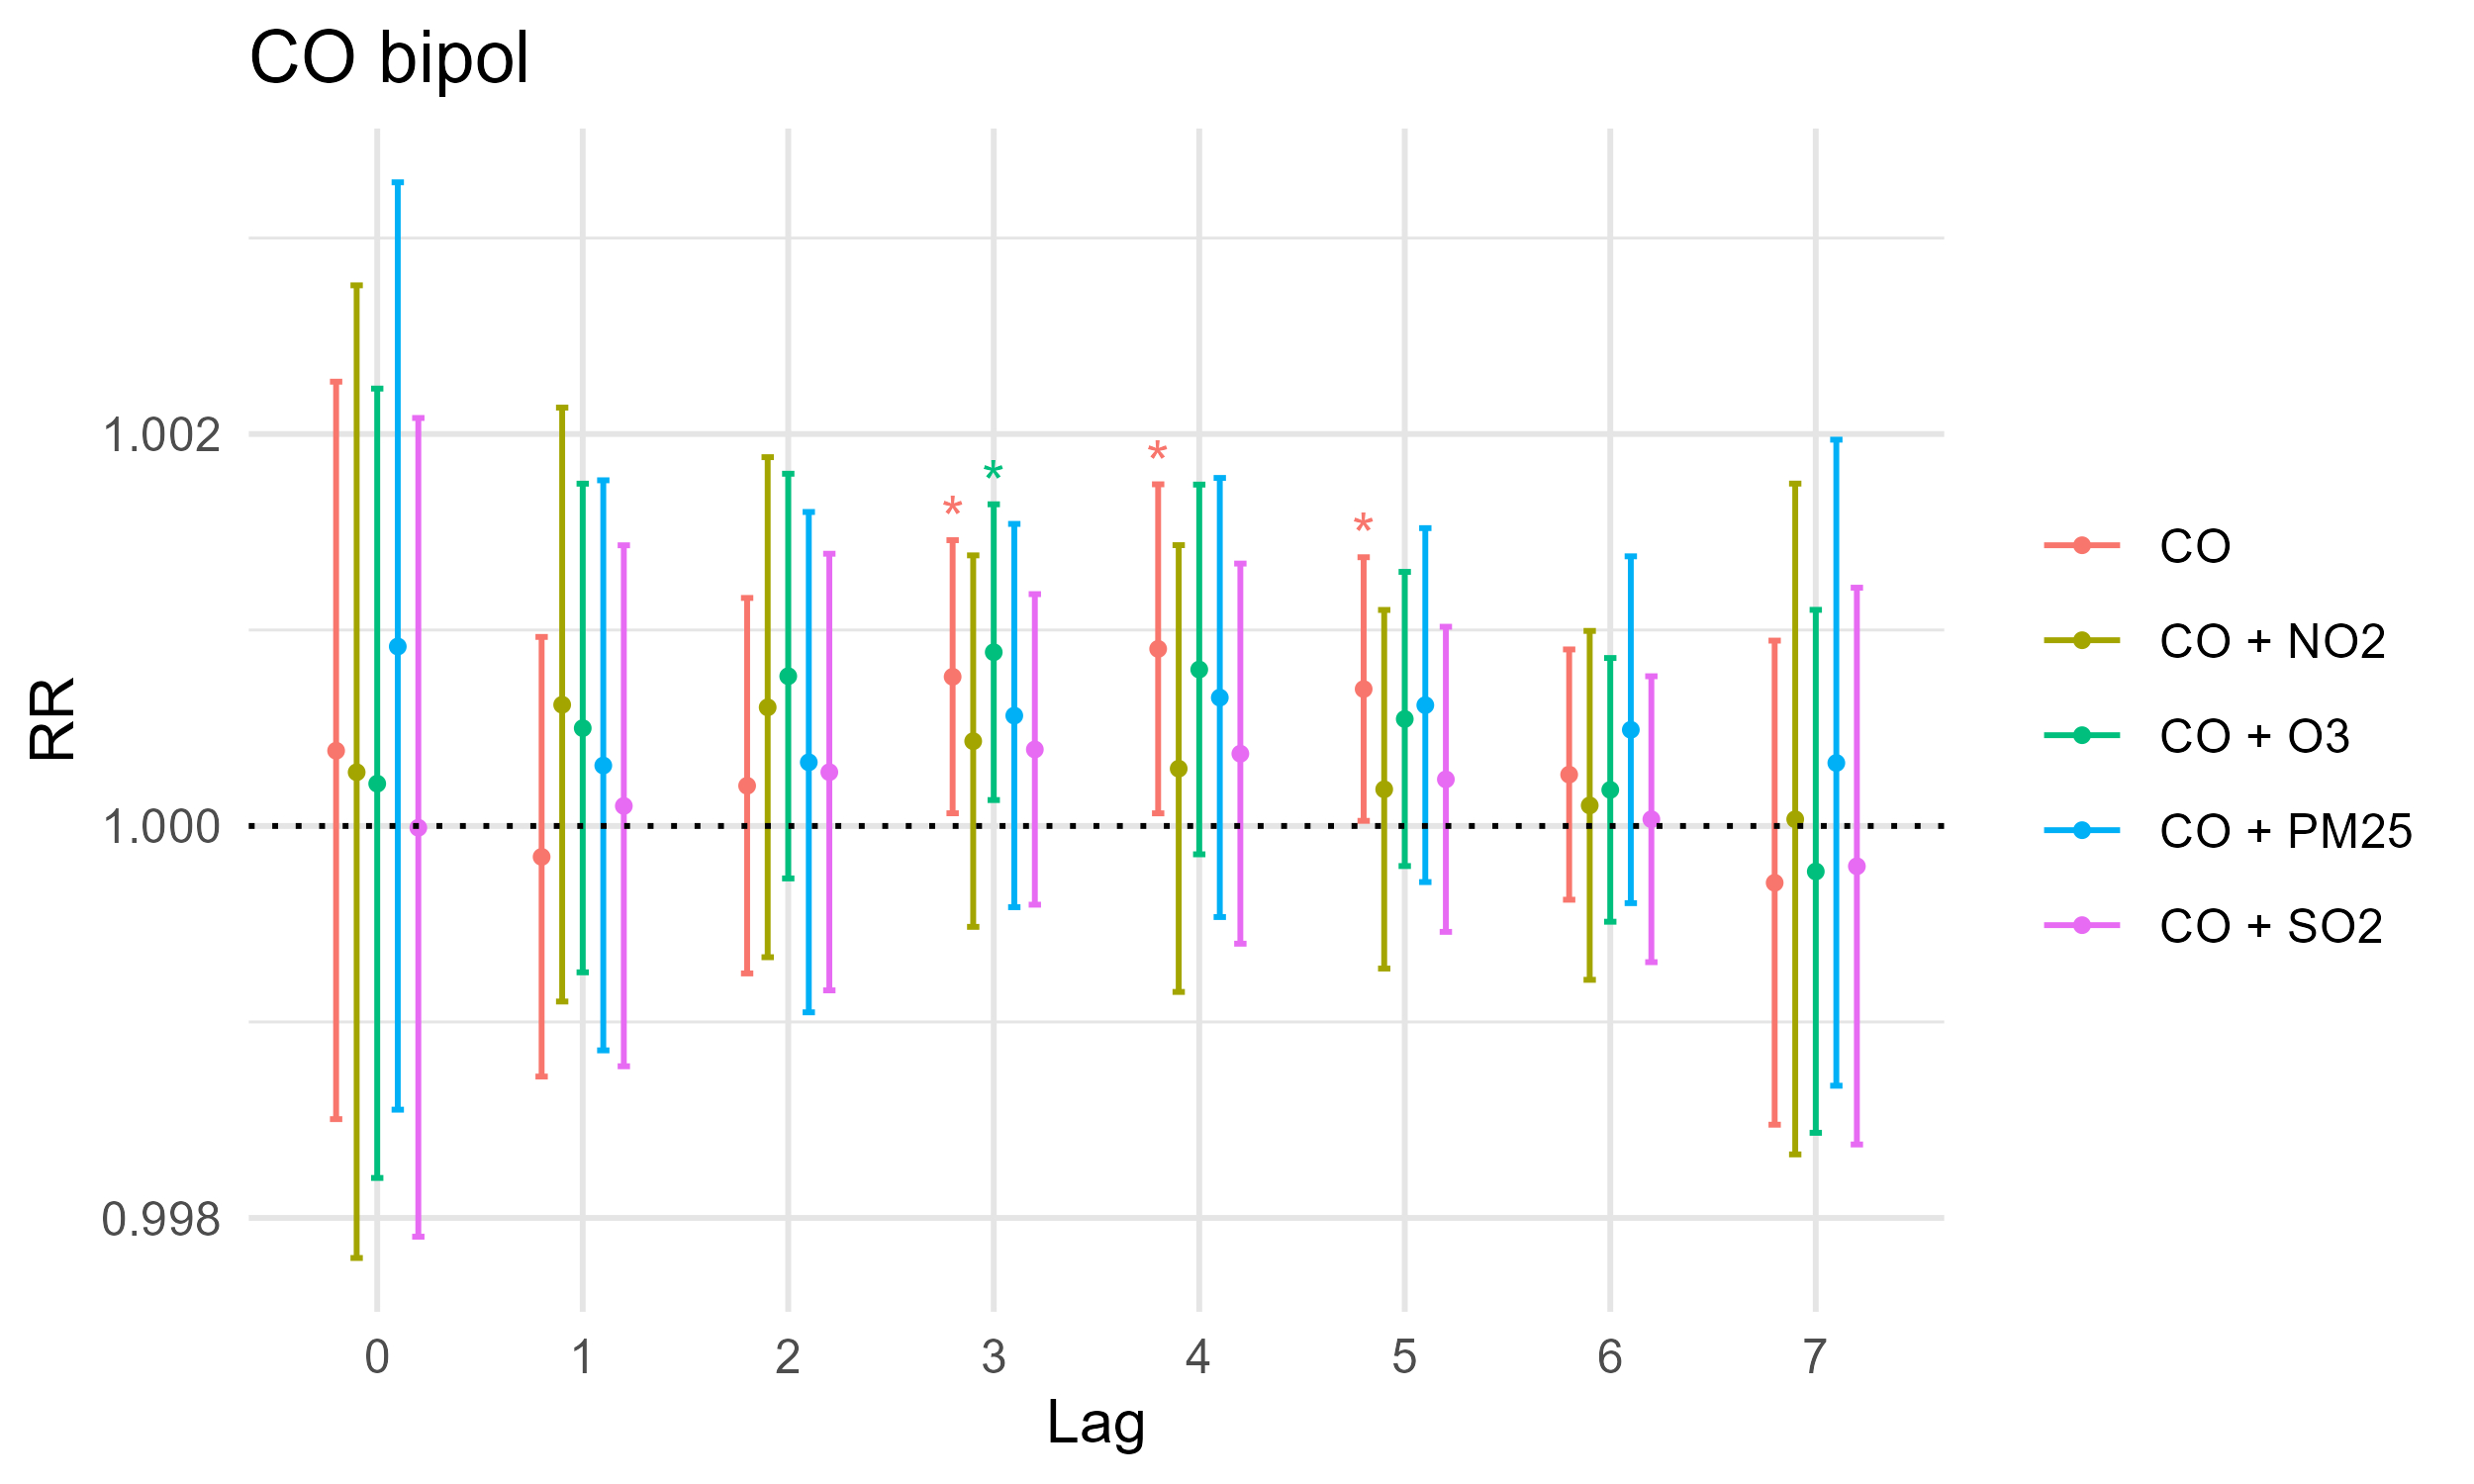 CO bipol
RR
1.002
1.000
0.998
* * * *
0 1 2 3 4 5 6 7
Lag
CO
CO + NO2
CO + O3
CO + PM25
CO + SO2